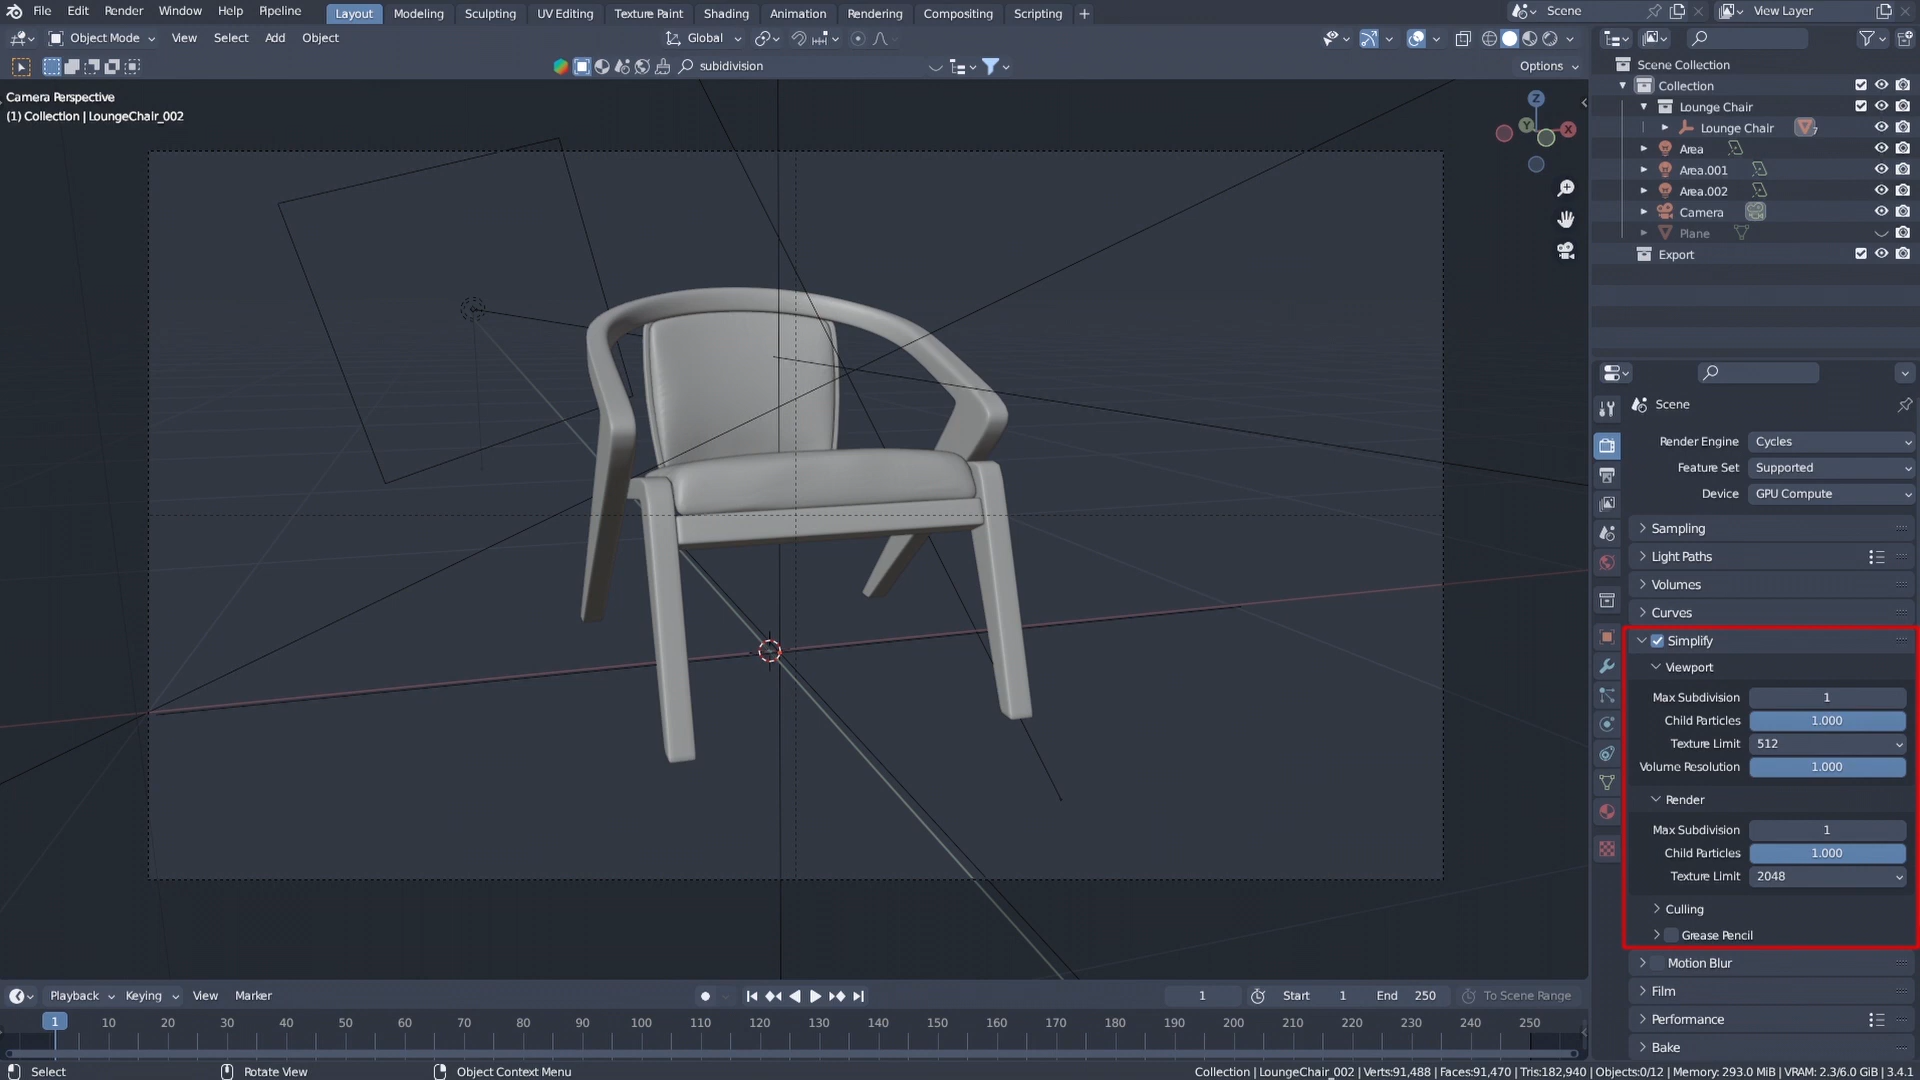 File Edit Render Window Help Pipeline Layout Modeling Sculpting UV Editing Texture Paint Shading Animation Rendering Compositing Scripting + Scene View Layer
Object Mode View Select Add Object Global
subdivision Options
Camera Perspective
(1) Collection | LoungeChair_002
Z
Y
X
Scene Collection
Collection
Lounge Chair
Lounge Chair 7
Area
Area.001
Area.002
Camera
Plane
Export
Scene
Render Engine Cycles
Feature Set Supported
Device GPU Compute
Sampling
Light Paths
Volumes
Curves
Simplify
Viewport
Max Subdivision 1
Child Particles 1.000
Texture Limit 512
Volume Resolution 1.000
Render
Max Subdivision 1
Child Particles 1.000
Texture Limit 2048
Culling
Grease Pencil
Motion Blur
Film
Performance
Bake
Playback Keying View Marker 1 Start 1 End 250 To Scene Range
1 10 20 30 40 50 60 70 80 90 100 110 120 130 140 150 160 170 180 190 200 210 220 230 240 250
Select Rotate View Object Context Menu Collection | LoungeChair_002 | Verts:91,488 | Faces:91,470 | Tris:182,940 | Objects:0/12 | Memory: 293.0 MiB | VRAM: 2.3/6.0 GiB | 3.4.1